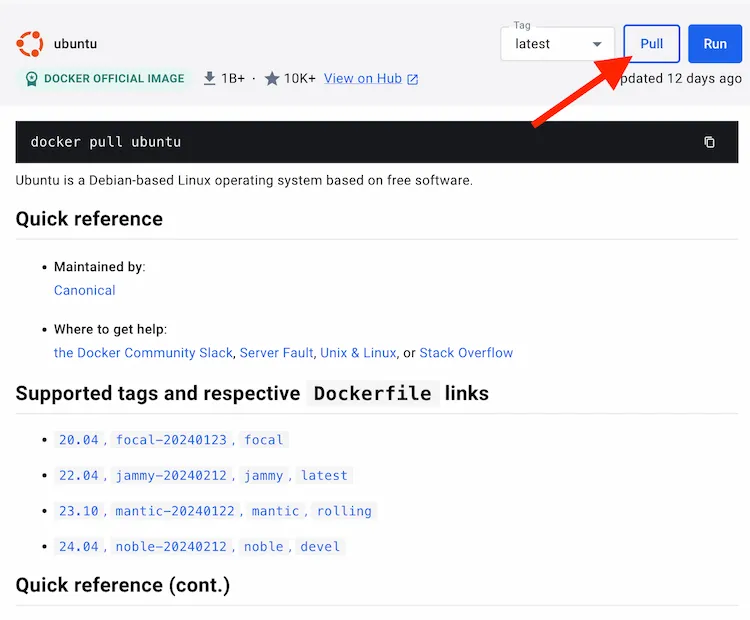 Tag
ubuntu
latest
Pull
Run
DOCKER OFFICIAL IMAGE
1B+ · 10K+ View on Hub
pdated 12 days ago
docker pull ubuntu
Ubuntu is a Debian-based Linux operating system based on free software.
Quick reference
• Maintained by:
Canonical
• Where to get help:
the Docker Community Slack, Server Fault, Unix & Linux, or Stack Overflow
Supported tags and respective Dockerfile links
• 20.04, focal-20240123, focal
• 22.04, jammy-20240212, jammy, latest
• 23.10, mantic-20240122, mantic, rolling
• 24.04, noble-20240212, noble, devel
Quick reference (cont.)